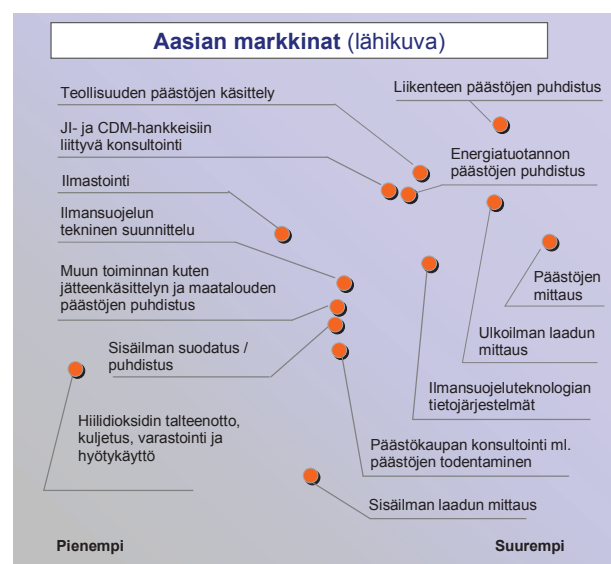 Aasian markkinat (lähikuva)
Teollisuuden päästöjen käsittely
Liikenteen päästöjen puhdistus
JI- ja CDM-hankkeisiin
liittyvä konsultointi
Energiatuotannon
päästöjen puhdistus
Ilmastointi
Ilmansuojelun
tekninen suunnittelu
Muun toiminnan kuten
jätteenkäsittelyn ja maatalouden
päästöjen puhdistus
Päästöjen
mittaus
Ulkoilman laadun
mittaus
Sisäilman suodatus /
puhdistus
Ilmansuojeluteknologian
tietojärjestelmät
Hiilidioksidin talteenotto,
kuljetus, varastointi ja
hyötykäyttö
Päästökaupan konsultointi ml.
päästöjen todentaminen
Sisäilman laadun mittaus
Pienempi
Suurempi